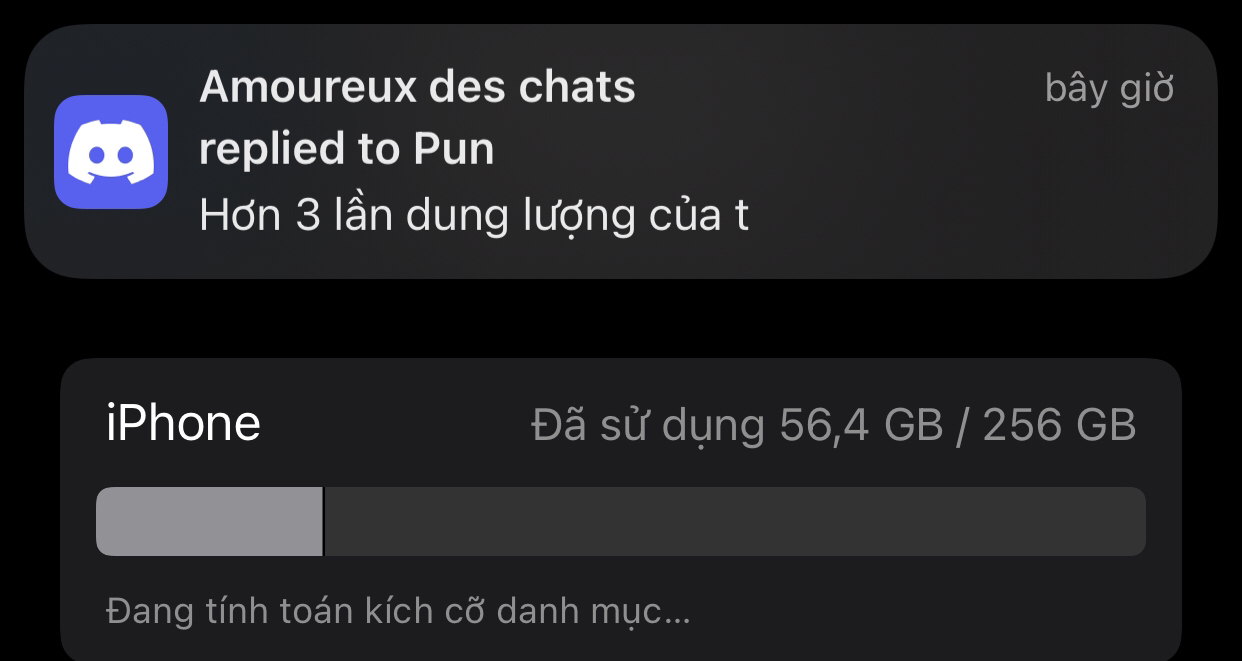 Amoureux des chats
bây giờ
replied to Pun
Hơn 3 lần dung lượng của t
iPhone
Đã sử dụng 56,4 GB / 256 GB
Đang tính toán kích cỡ danh mục...